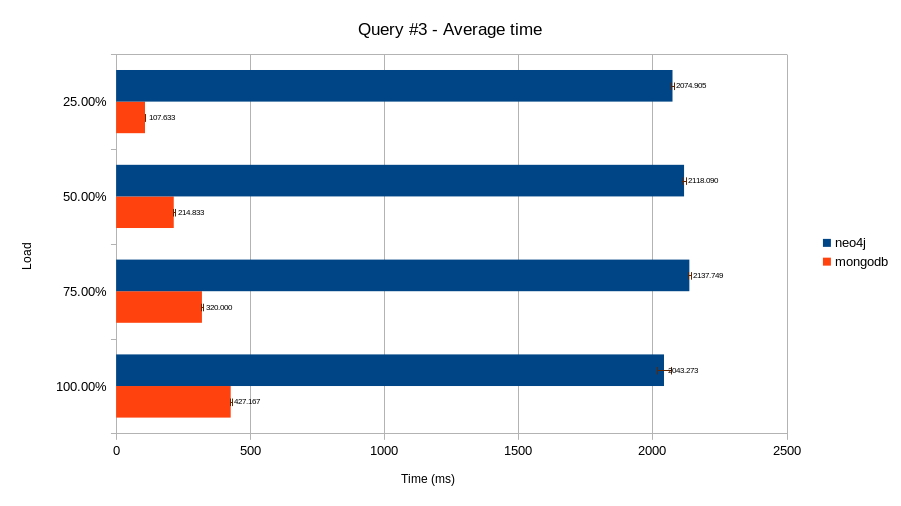 Query #3 - Average time
25.00%
2074.905
107.633
50.00%
2118.090
214.833
75.00%
2137.749
320.000
100.00%
2043.273
427.167
Load
neo4j
mongodb
0 500 1000 1500 2000 2500
Time (ms)